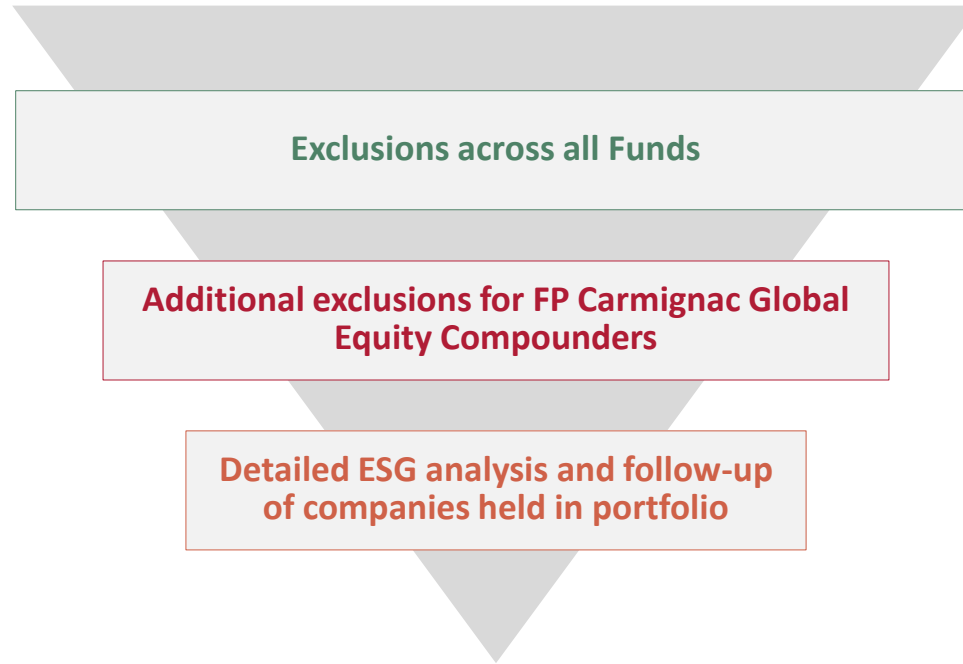 Exclusions across all Funds
Additional exclusions for FP Carmignac Global
Equity Compounders
Detailed ESG analysis and follow-up
of companies held in portfolio